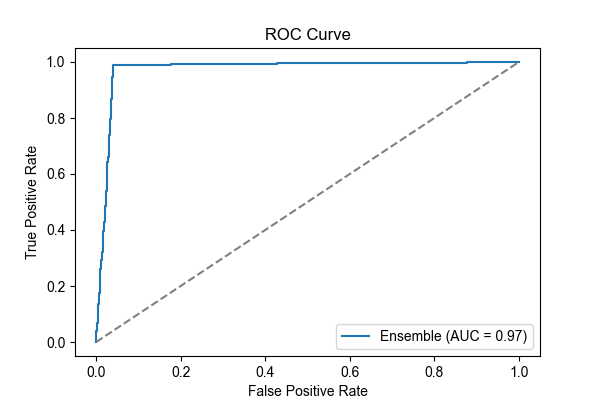 ROC Curve
1.0
0.8
0.6
0.4
0.2
0.0
True Positive Rate
Ensemble (AUC = 0.97)
0.0 0.2 0.4 0.6 0.8 1.0
False Positive Rate